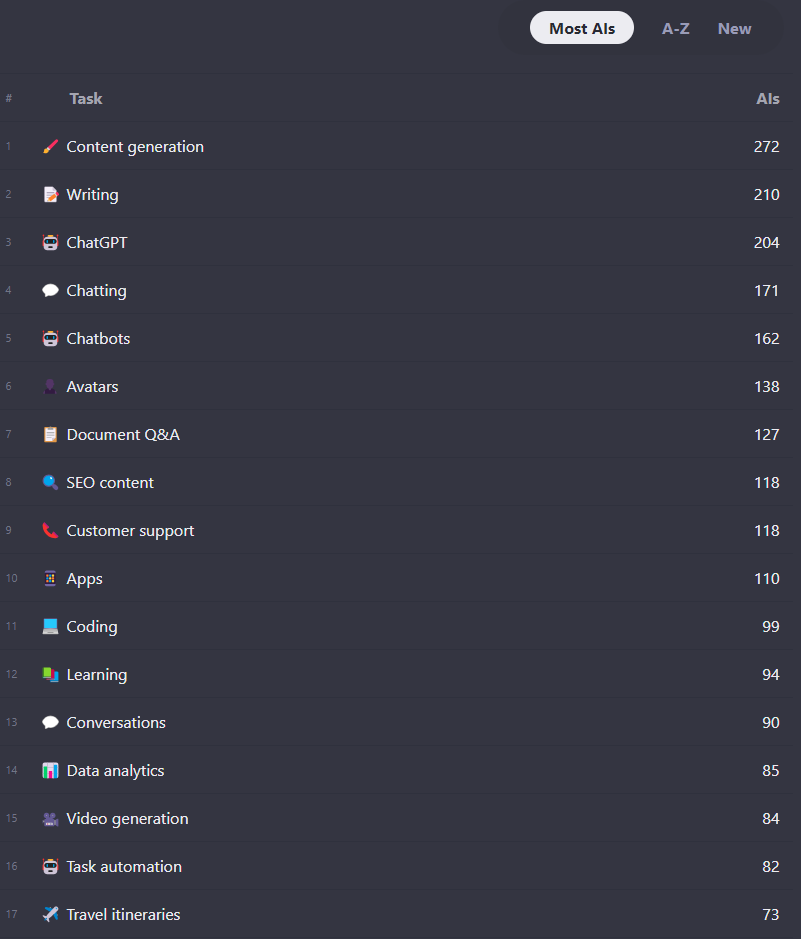 Most AIs A-Z New
# Task AIs
1 Content generation 272
2 Writing 210
3 ChatGPT 204
4 Chatting 171
5 Chatbots 162
6 Avatars 138
7 Document Q&A 127
8 SEO content 118
9 Customer support 118
10 Apps 110
11 Coding 99
12 Learning 94
13 Conversations 90
14 Data analytics 85
15 Video generation 84
16 Task automation 82
17 Travel itineraries 73